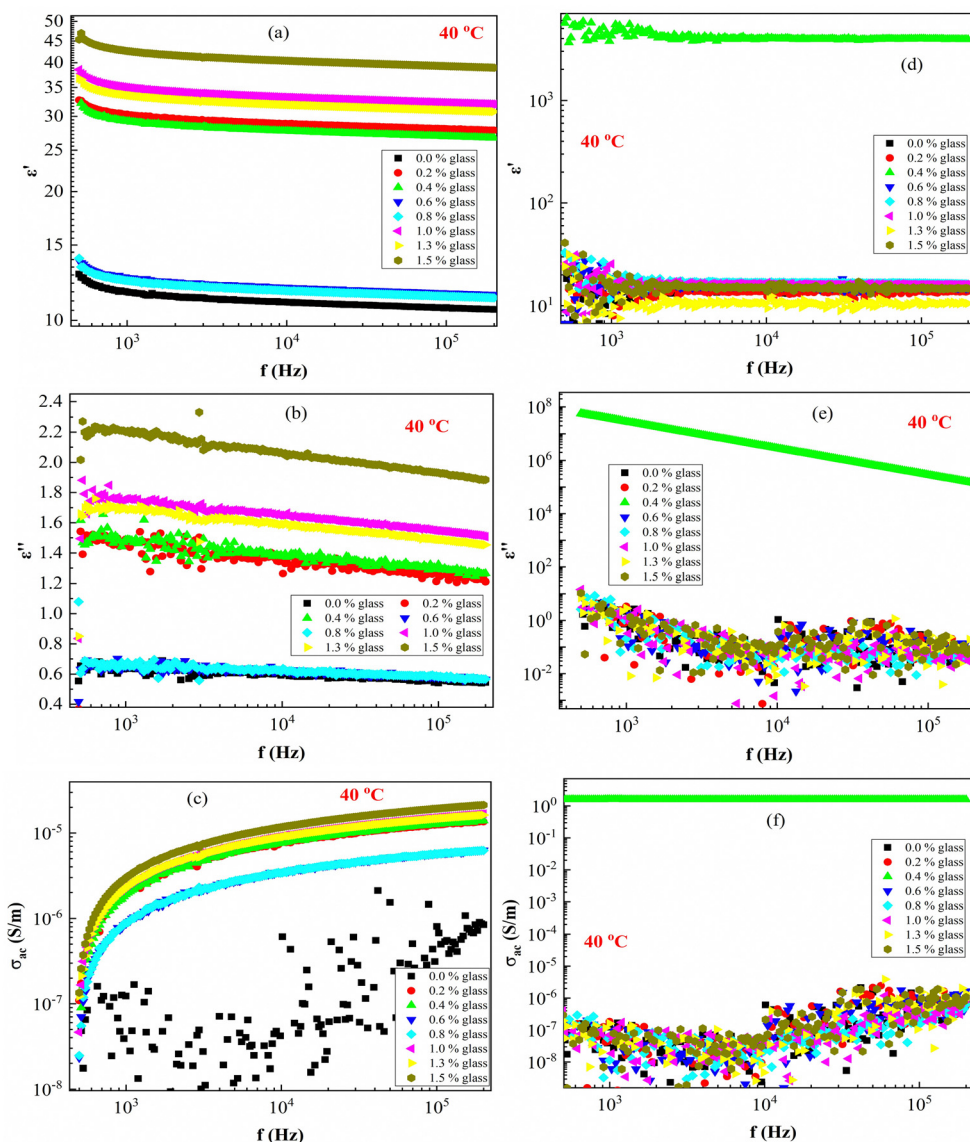 (a)
40 °C
50
45
40
35
30
25
20
15
10
ε'
0.0 % glass
0.2 % glass
0.4 % glass
0.6 % glass
0.8 % glass
1.0 % glass
1.3 % glass
1.5 % glass
10³ 10⁴ 10⁵
f (Hz)
(d)
40 °C
10³
10²
10¹
ε'
0.0 % glass
0.2 % glass
0.4 % glass
0.6 % glass
0.8 % glass
1.0 % glass
1.3 % glass
1.5 % glass
10³ 10⁴ 10⁵
f (Hz)
(b)
40 °C
2.4
2.2
2.0
1.8
1.6
1.4
1.2
1.0
0.8
0.6
0.4
ε''
0.0 % glass 0.2 % glass
0.4 % glass 0.6 % glass
0.8 % glass 1.0 % glass
1.3 % glass 1.5 % glass
10³ 10⁴ 10⁵
f (Hz)
(e)
40 °C
10⁸
10⁶
10⁴
10²
10⁰
10⁻²
ε''
0.0 % glass
0.2 % glass
0.4 % glass
0.6 % glass
0.8 % glass
1.0 % glass
1.3 % glass
1.5 % glass
10³ 10⁴ 10⁵
f (Hz)
(c)
40 °C
10⁻⁵
10⁻⁶
10⁻⁷
10⁻⁸
σac (S/m)
0.0 % glass
0.2 % glass
0.4 % glass
0.6 % glass
0.8 % glass
1.0 % glass
1.3 % glass
1.5 % glass
10³ 10⁴ 10⁵
f (Hz)
(f)
40 °C
10⁰
10⁻¹
10⁻²
10⁻³
10⁻⁴
10⁻⁵
10⁻⁶
10⁻⁷
10⁻⁸
σac (S/m)
0.0 % glass
0.2 % glass
0.4 % glass
0.6 % glass
0.8 % glass
1.0 % glass
1.3 % glass
1.5 % glass
10³ 10⁴ 10⁵
f (Hz)